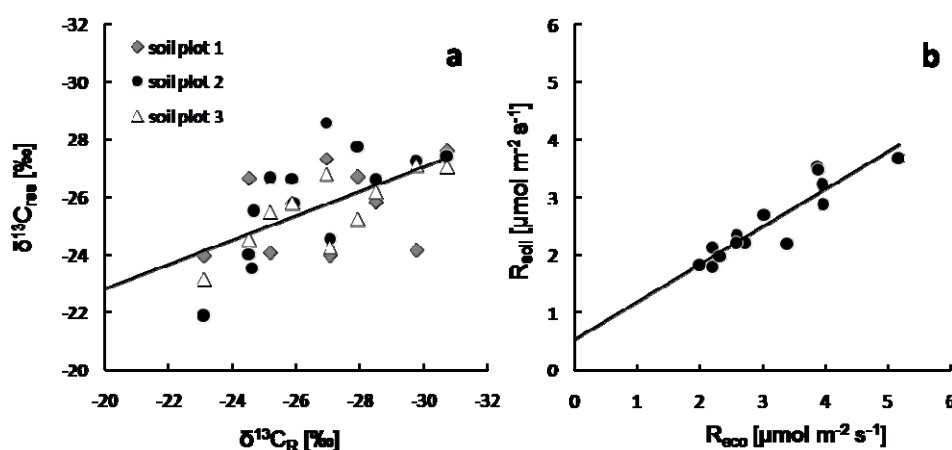 a
soil plot 1
soil plot 2
soil plot 3
-32
-30
-28
-26
-24
-22
-20
δ¹³Cres [‰]
-20 -22 -24 -26 -28 -30 -32
δ¹³CR [‰]
b
6
5
4
3
2
1
0
Rsoil [µmol m⁻² s⁻¹]
0 1 2 3 4 5 6
Reco [µmol m⁻² s⁻¹]